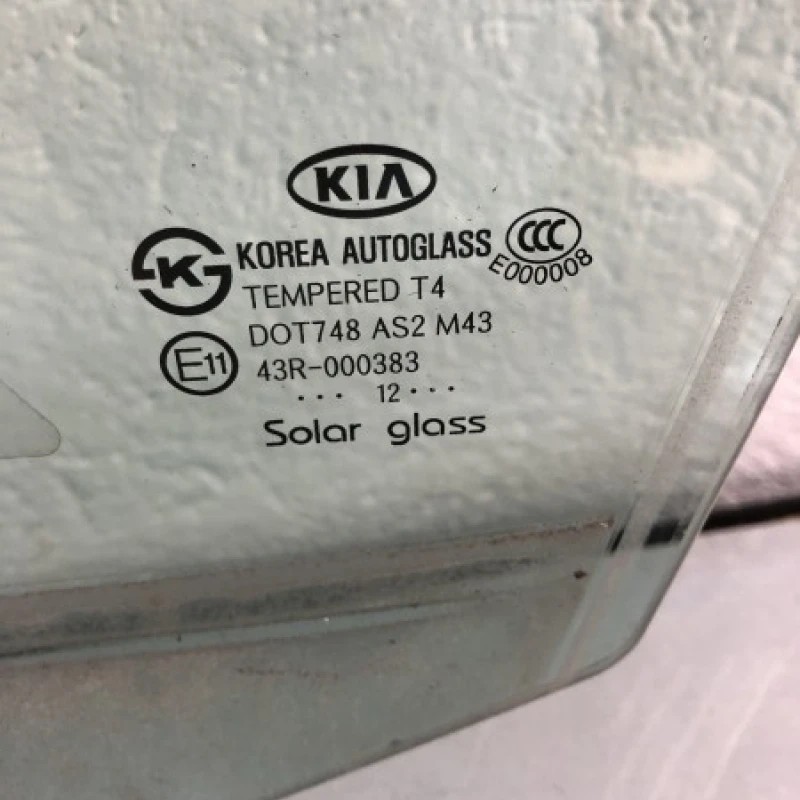 KIA
KOREA AUTOGLASS
CCC
E000008
K
TEMPERED T4
DOT748 AS2 M43
E11
43R-000383
··· 12 ···
Solar glass